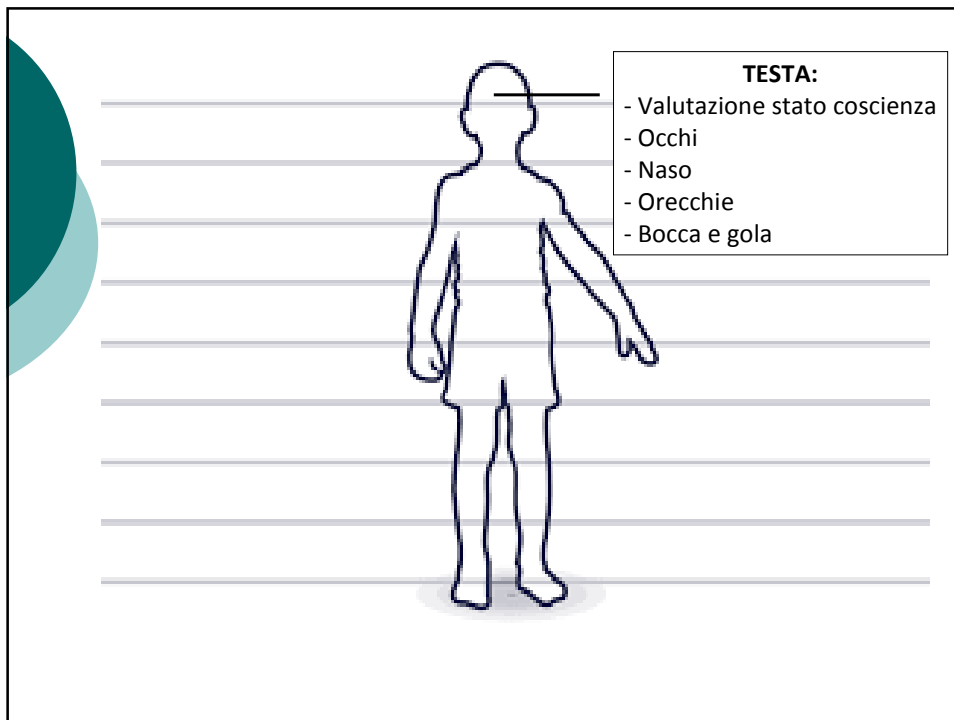 TESTA:
- Valutazione stato coscienza
- Occhi
- Naso
- Orecchie
- Bocca e gola